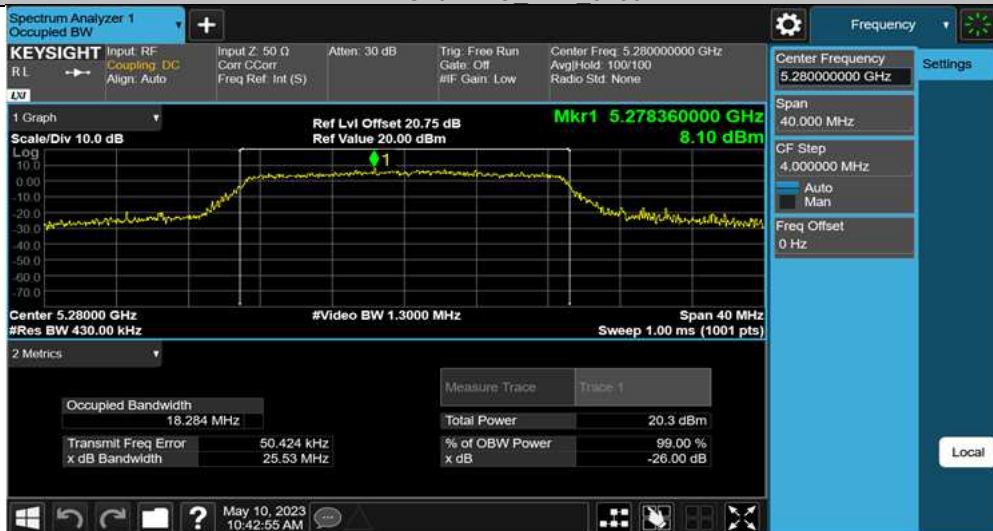 Spectrum Analyzer 1
Occupied BW
Frequency
KEYSIGHT
RL
LXI
Input: RF
Coupling: DC
Align: Auto
Input Z: 50 Ω
Corr CCorr
Freq Ref: Int (S)
Atten: 30 dB
Trig: Free Run
Gate: Off
#IF Gain: Low
Center Freq: 5.280000000 GHz
Avg|Hold: 100/100
Radio Std: None
Center Frequency
5.280000000 GHz
Settings
Span
40.000 MHz
CF Step
4.000000 MHz
Auto
Man
Freq Offset
0 Hz
Local
1 Graph
Scale/Div 10.0 dB
Ref Lvl Offset 20.75 dB
Ref Value 20.00 dBm
Mkr1 5.278360000 GHz
8.10 dBm
Log
1
10.0
0.00
-10.0
-20.0
-30.0
-40.0
-50.0
-60.0
-70.0
Center 5.28000 GHz
#Video BW 1.3000 MHz
Span 40 MHz
#Res BW 430.00 kHz
Sweep 1.00 ms (1001 pts)
2 Metrics
Measure Trace
Trace 1
Occupied Bandwidth
18.284 MHz
Total Power
20.3 dBm
Transmit Freq Error
50.424 kHz
% of OBW Power
99.00 %
x dB Bandwidth
25.53 MHz
x dB
-26.00 dB
?
May 10, 2023
10:42:55 AM